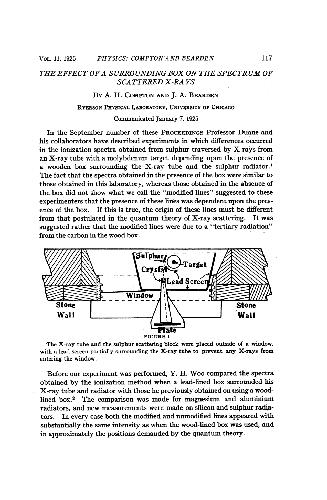 VOL. 11, 1925 PHYSICS: COMPTON AND BEARDEN 117
THE EFFECT OF A SURROUNDING BOX ON THE SPECTRUM OF
SCATTERED X-RAYS
BY A. H. COMPTON AND J. A. BEARDEN
RYERSON PHYSICAL LABORATORY, UNIVERSITY OF CHICAGO
Communicated January 7, 1925
In the September number of these PROCEEDINGS Professor Duane and
his collaborators have described experiments in which differences occurred
in the ionization spectra obtained from sulphur traversed by X rays from
an X-ray tube with a molybdenum target depending upon the presence of
a wooden box surrounding the X-ray tube and the sulphur radiator.¹
The fact that the spectra obtained in the presence of the box were similar to
those obtained in this laboratory, whereas those obtained in the absence of
the box did not show what we call the "modified lines" suggested to these
experimenters that the presence of these lines was dependent upon the pres-
ence of the box. If this is true, the origin of these lines must be different
from that postulated in the quantum theory of X-ray scattering. It was
suggested rather that the modified lines were due to a "tertiary radiation"
from the carbon in the wood box.
Sulphur
Crystal
Target
Lead Screen
Window
Stone
Wall
Stone
Wall
Plate
FIGURE 1
The X-ray tube and the sulphur scattering block were placed outside of a window,
with a lead screen partially surrounding the X-ray tube to prevent any X-rays from
entering the window.
Before our experiment was performed, Y. H. Woo compared the spectra
obtained by the ionization method when a lead-lined box surrounded his
X-ray tube and radiator with those he previously obtained on using a wood-
lined box.² The comparison was made for magnesium and aluminium
radiators, and new measurements were made on silicon and sulphur radia-
tors. In every case both the modified and unmodified lines appeared with
substantially the same intensity as when the wood-lined box was used, and
in approximately the positions demanded by the quantum theory.